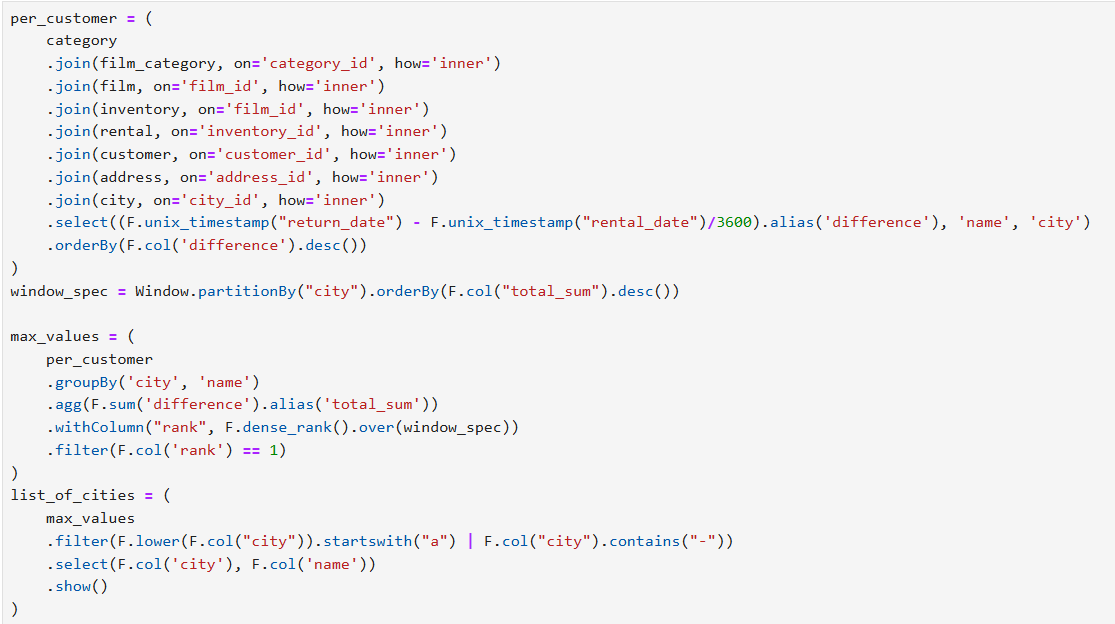 per_customer = (
    category
    .join(film_category, on='category_id', how='inner')
    .join(film, on='film_id', how='inner')
    .join(inventory, on='film_id', how='inner')
    .join(rental, on='inventory_id', how='inner')
    .join(customer, on='customer_id', how='inner')
    .join(address, on='address_id', how='inner')
    .join(city, on='city_id', how='inner')
    .select((F.unix_timestamp("return_date") - F.unix_timestamp("rental_date")/3600).alias('difference'), 'name', 'city')
    .orderBy(F.col('difference').desc())
)
window_spec = Window.partitionBy("city").orderBy(F.col("total_sum").desc())

max_values = (
    per_customer
    .groupBy('city', 'name')
    .agg(F.sum('difference').alias('total_sum'))
    .withColumn("rank", F.dense_rank().over(window_spec))
    .filter(F.col('rank') == 1)
)
list_of_cities = (
    max_values
    .filter(F.lower(F.col("city")).startswith("a") | F.col("city").contains("-"))
    .select(F.col('city'), F.col('name'))
    .show()
)